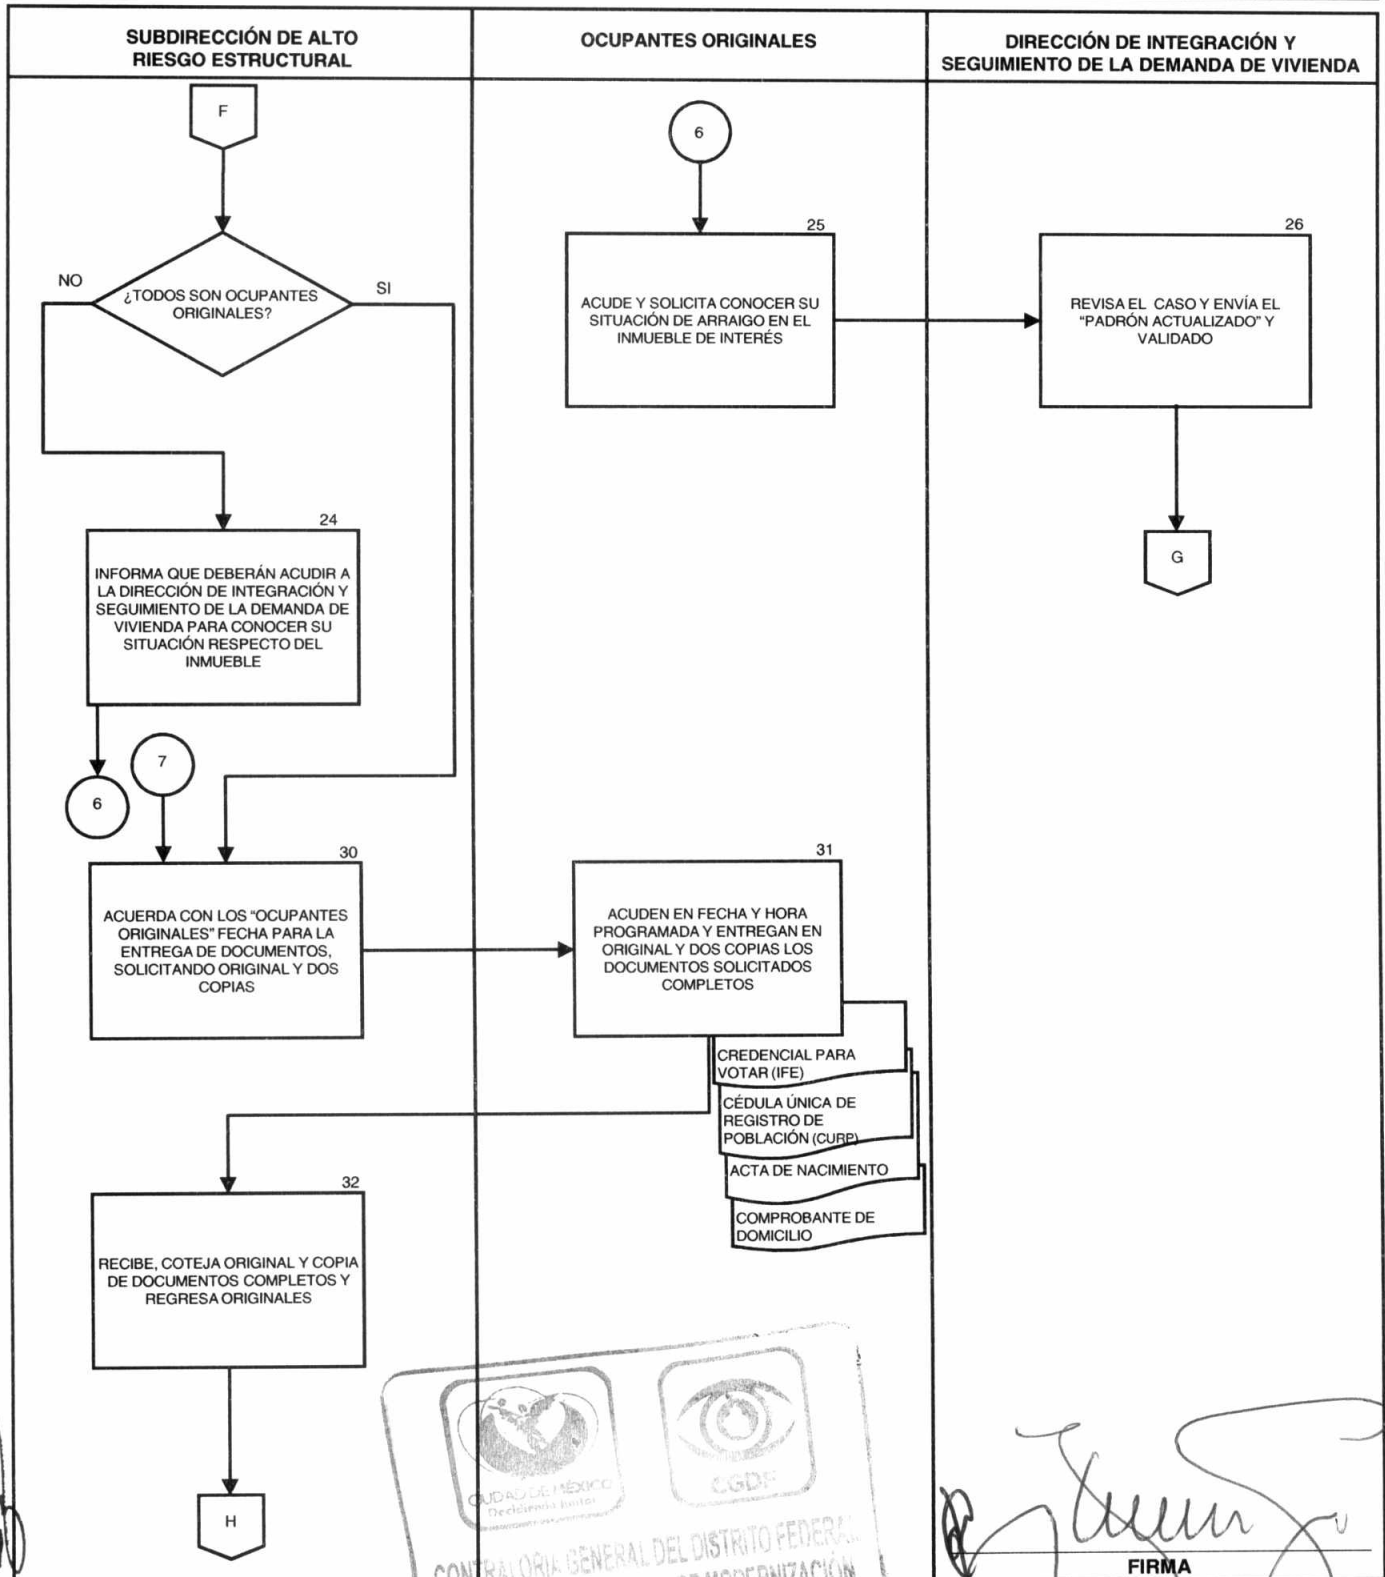 SUBDIRECCIÓN DE ALTO
RIESGO ESTRUCTURAL
OCUPANTES ORIGINALES
DIRECCIÓN DE INTEGRACIÓN Y
SEGUIMIENTO DE LA DEMANDA DE VIVIENDA
F
¿TODOS SON OCUPANTES
ORIGINALES?
NO
SI
24
INFORMA QUE DEBERÁN ACUDIR A
LA DIRECCIÓN DE INTEGRACIÓN Y
SEGUIMIENTO DE LA DEMANDA DE
VIVIENDA PARA CONOCER SU
SITUACIÓN RESPECTO DEL
INMUEBLE
6
6
25
ACUDE Y SOLICITA CONOCER SU
SITUACIÓN DE ARRAIGO EN EL
INMUEBLE DE INTERÉS
26
REVISA EL CASO Y ENVÍA EL
"PADRÓN ACTUALIZADO" Y
VALIDADO
G
7
30
ACUERDA CON LOS "OCUPANTES
ORIGINALES" FECHA PARA LA
ENTREGA DE DOCUMENTOS,
SOLICITANDO ORIGINAL Y DOS
COPIAS
31
ACUDEN EN FECHA Y HORA
PROGRAMADA Y ENTREGAN EN
ORIGINAL Y DOS COPIAS LOS
DOCUMENTOS SOLICITADOS
COMPLETOS
CREDENCIAL PARA
VOTAR (IFE)
CÉDULA ÚNICA DE
REGISTRO DE
POBLACIÓN (CURP)
ACTA DE NACIMIENTO
COMPROBANTE DE
DOMICILIO
32
RECIBE, COTEJA ORIGINAL Y COPIA
DE DOCUMENTOS COMPLETOS Y
REGRESA ORIGINALES
H
CIUDAD DE MÉXICO
Decidiendo Juntos
CGDF
CONTRALORÍA GENERAL DEL DISTRITO FEDERAL
MODERNIZACIÓN
FIRMA